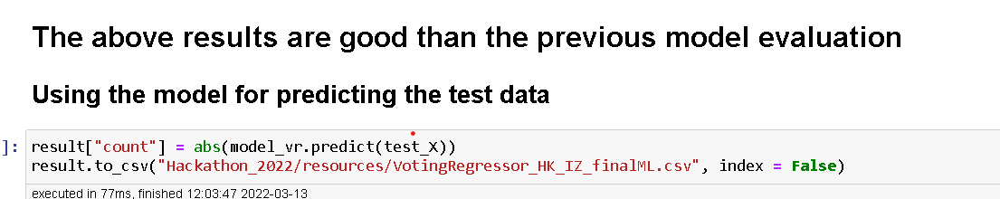 The above results are good than the previous model evaluation
Using the model for predicting the test data
]: result["count"] = abs(model_vr.predict(test_X))
result.to_csv("Hackathon_2022/resources/VotingRegressor_HK_IZ_finalML.csv", index = False)
executed in 77ms, finished 12:03:47 2022-03-13